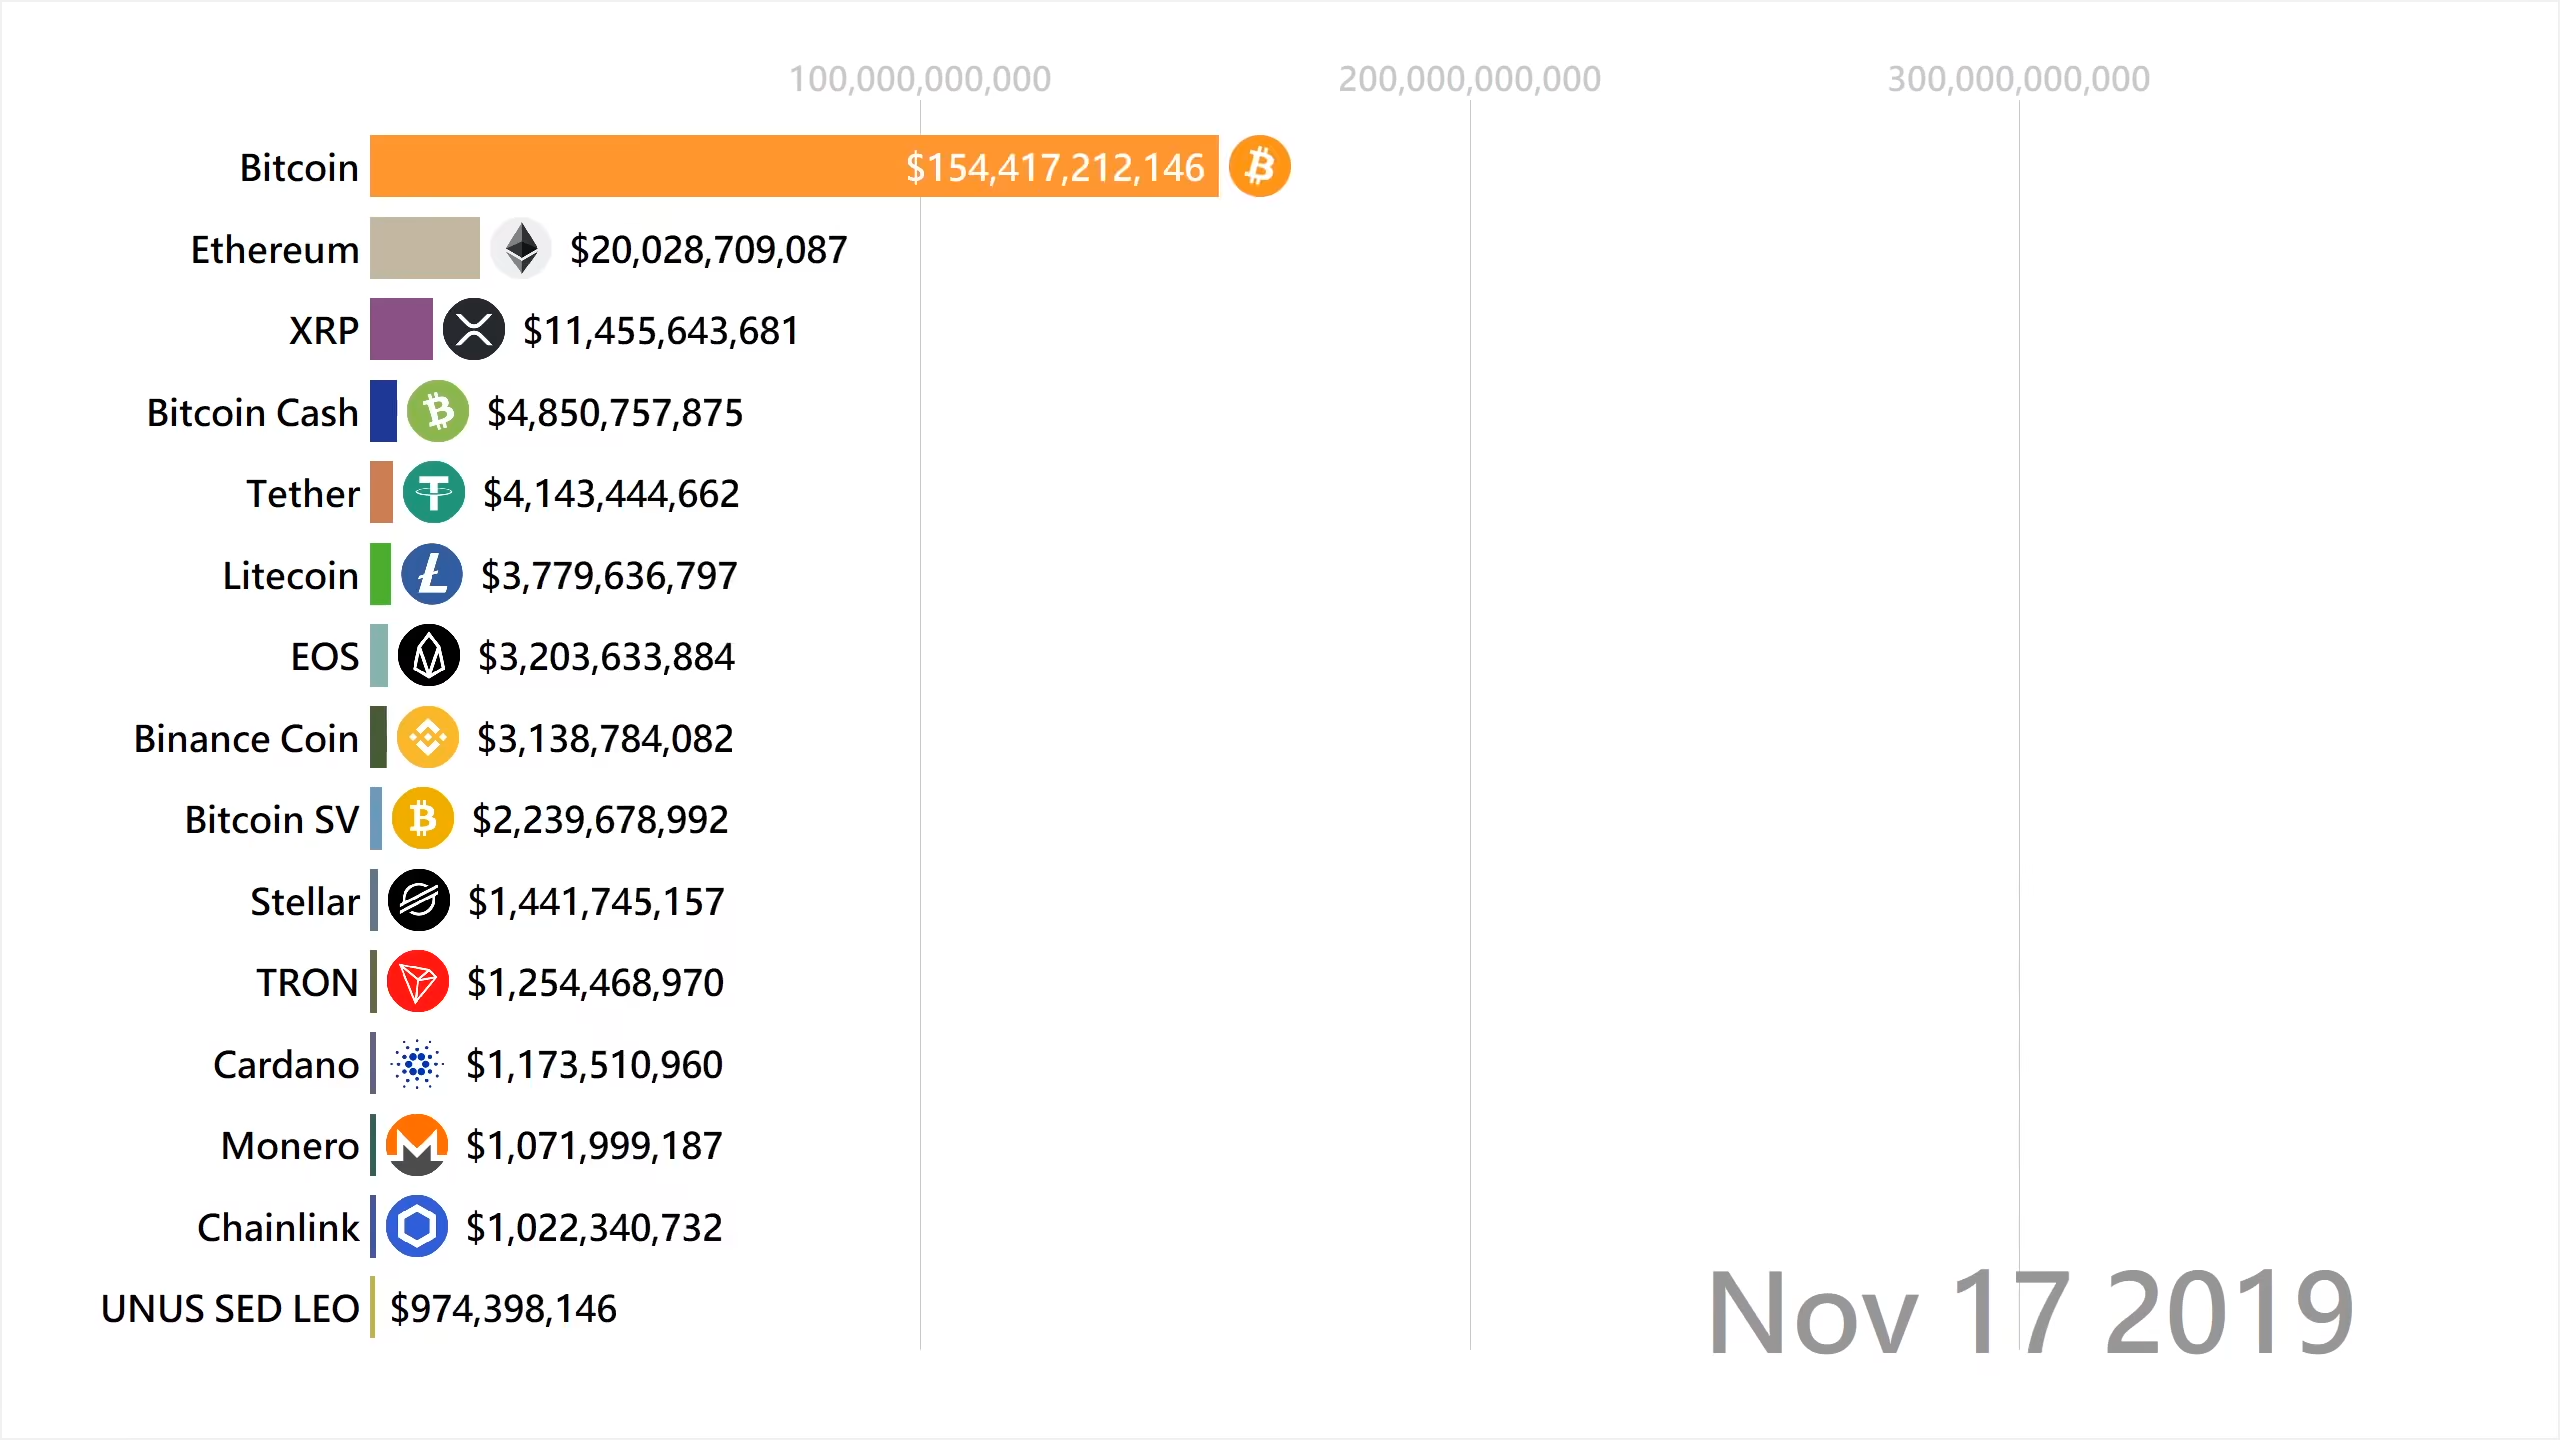 100,000,000,000 200,000,000,000 300,000,000,000
Bitcoin $154,417,212,146
Ethereum $20,028,709,087
XRP $11,455,643,681
Bitcoin Cash $4,850,757,875
Tether $4,143,444,662
Litecoin $3,779,636,797
EOS $3,203,633,884
Binance Coin $3,138,784,082
Bitcoin SV $2,239,678,992
Stellar $1,441,745,157
TRON $1,254,468,970
Cardano $1,173,510,960
Monero $1,071,999,187
Chainlink $1,022,340,732
UNUS SED LEO $974,398,146
Nov 17 2019